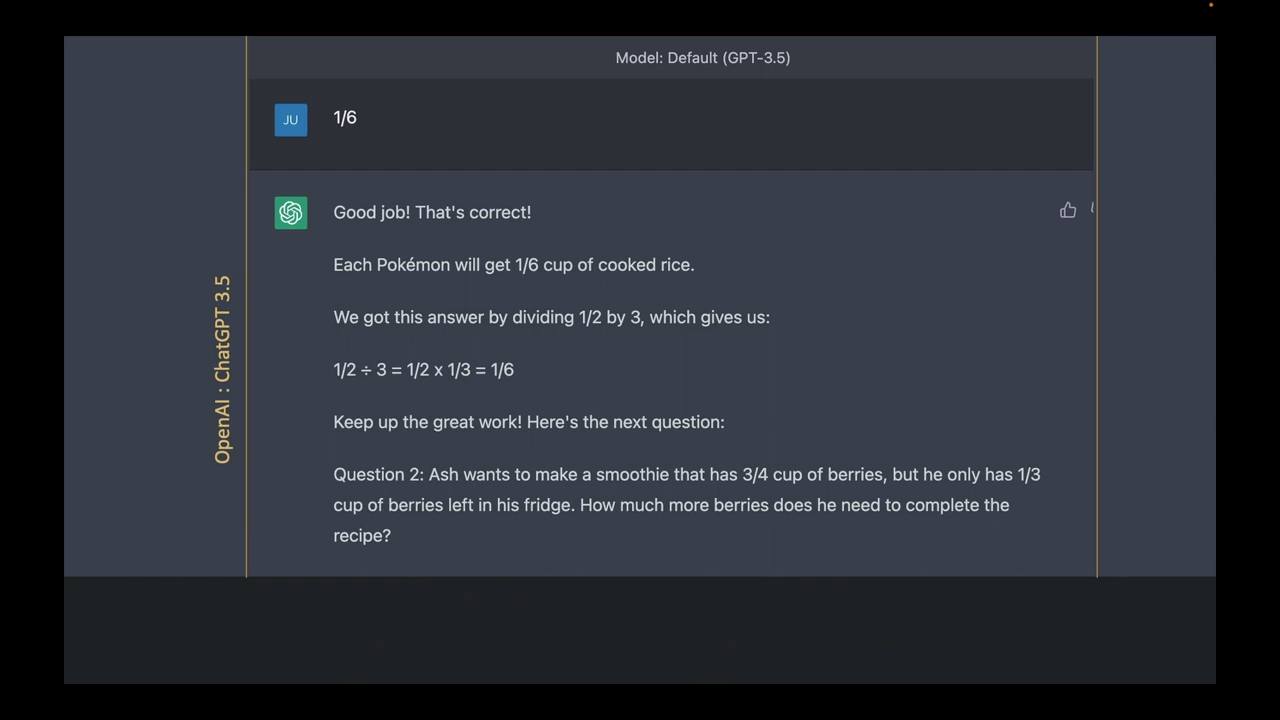 Model: Default (GPT-3.5)
JU
1/6
Good job! That's correct!
Each Pokémon will get 1/6 cup of cooked rice.
We got this answer by dividing 1/2 by 3, which gives us:
1/2 ÷ 3 = 1/2 x 1/3 = 1/6
Keep up the great work! Here's the next question:
Question 2: Ash wants to make a smoothie that has 3/4 cup of berries, but he only has 1/3
cup of berries left in his fridge. How much more berries does he need to complete the
recipe?
OpenAI : ChatGPT 3.5